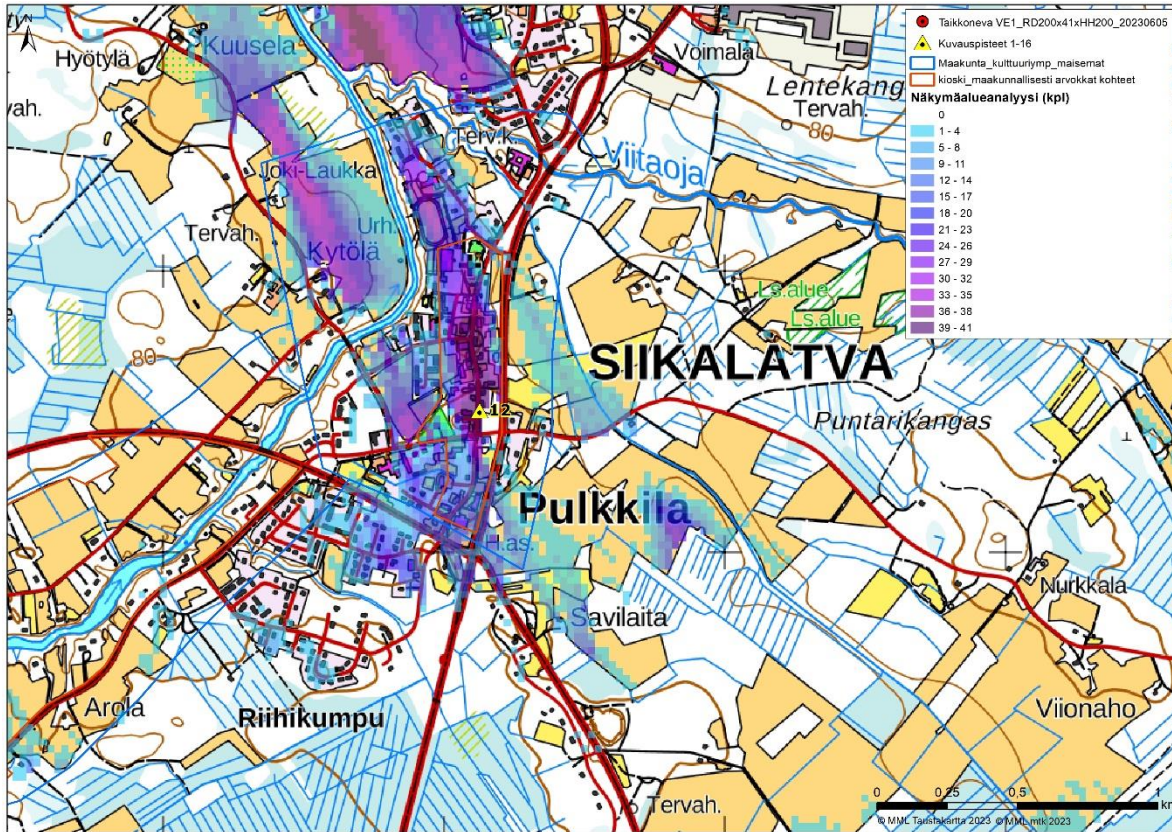 Taikkoneva VE1_RD200x41xHH200_20230605
Kuvauspisteet 1-16
Maakunta_kulttuuriymp_maisemat
kioski_maakunnallisesti arvokkat kohteet
Näkymäalueanalyysi (kpl)
0
1 - 4
5 - 8
9 - 11
12 - 14
15 - 17
18 - 20
21 - 23
24 - 26
27 - 29
30 - 32
33 - 35
36 - 38
39 - 41
N
Kuusela
Hyötylä
Voimala
Lentekang
Tervah.
80
vah.
Terv.k.
Viitaoja
Joki-Laukka
Urh.
Tervah.
Kytölä
Ls.alue
Ls.alue
80
SIIKALATVA
12
Puntarikangas
Pulkkila
H.as.
Nurkkala
Savilaita
Arola
Riihikumpu
Viionaho
Tervah.
0 0,25 0,5 1
km
© MML Taustakartta 2023 © MML mtk 2023